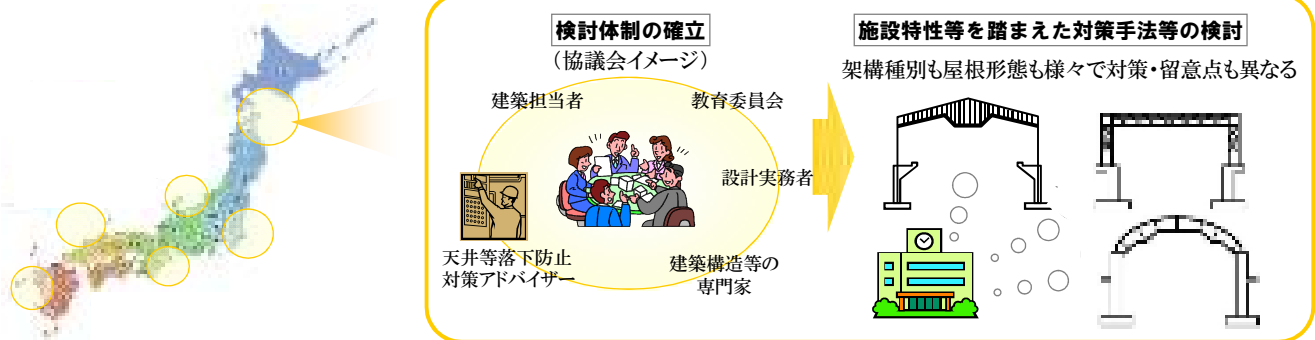 検討体制の確立
（協議会イメージ）
建築担当者
教育委員会
設計実務者
天井等落下防止
対策アドバイザー
建築構造等の
専門家
施設特性等を踏まえた対策手法等の検討
架構種別も屋根形態も様々で対策・留意点も異なる